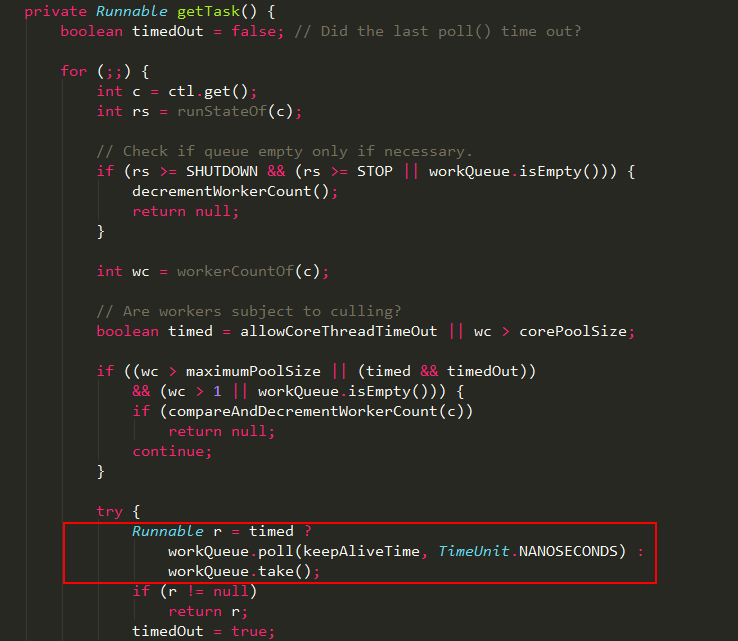 private Runnable getTask() {
boolean timedOut = false; // Did the last poll() time out?
for (;;) {
int c = ctl.get();
int rs = runStateOf(c);
// Check if queue empty only if necessary.
if (rs >= SHUTDOWN && (rs >= STOP || workQueue.isEmpty())) {
decrementWorkerCount();
return null;
}
int wc = workerCountOf(c);
// Are workers subject to culling?
boolean timed = allowCoreThreadTimeOut || wc > corePoolSize;
if ((wc > maximumPoolSize || (timed && timedOut))
&& (wc > 1 || workQueue.isEmpty())) {
if (compareAndDecrementWorkerCount(c))
return null;
continue;
}
try {
Runnable r = timed ?
workQueue.poll(keepAliveTime, TimeUnit.NANOSECONDS) :
workQueue.take();
if (r != null)
return r;
timedOut = true;